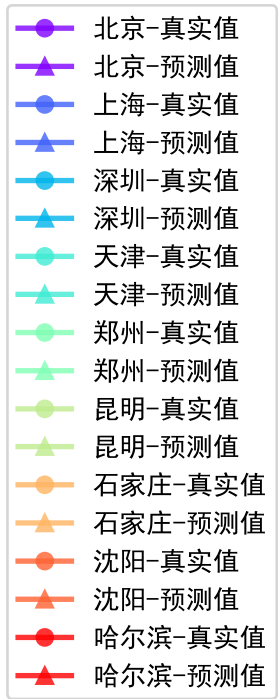 北京-真实值
北京-预测值
上海-真实值
上海-预测值
深圳-真实值
深圳-预测值
天津-真实值
天津-预测值
郑州-真实值
郑州-预测值
昆明-真实值
昆明-预测值
石家庄-真实值
石家庄-预测值
沈阳-真实值
沈阳-预测值
哈尔滨-真实值
哈尔滨-预测值